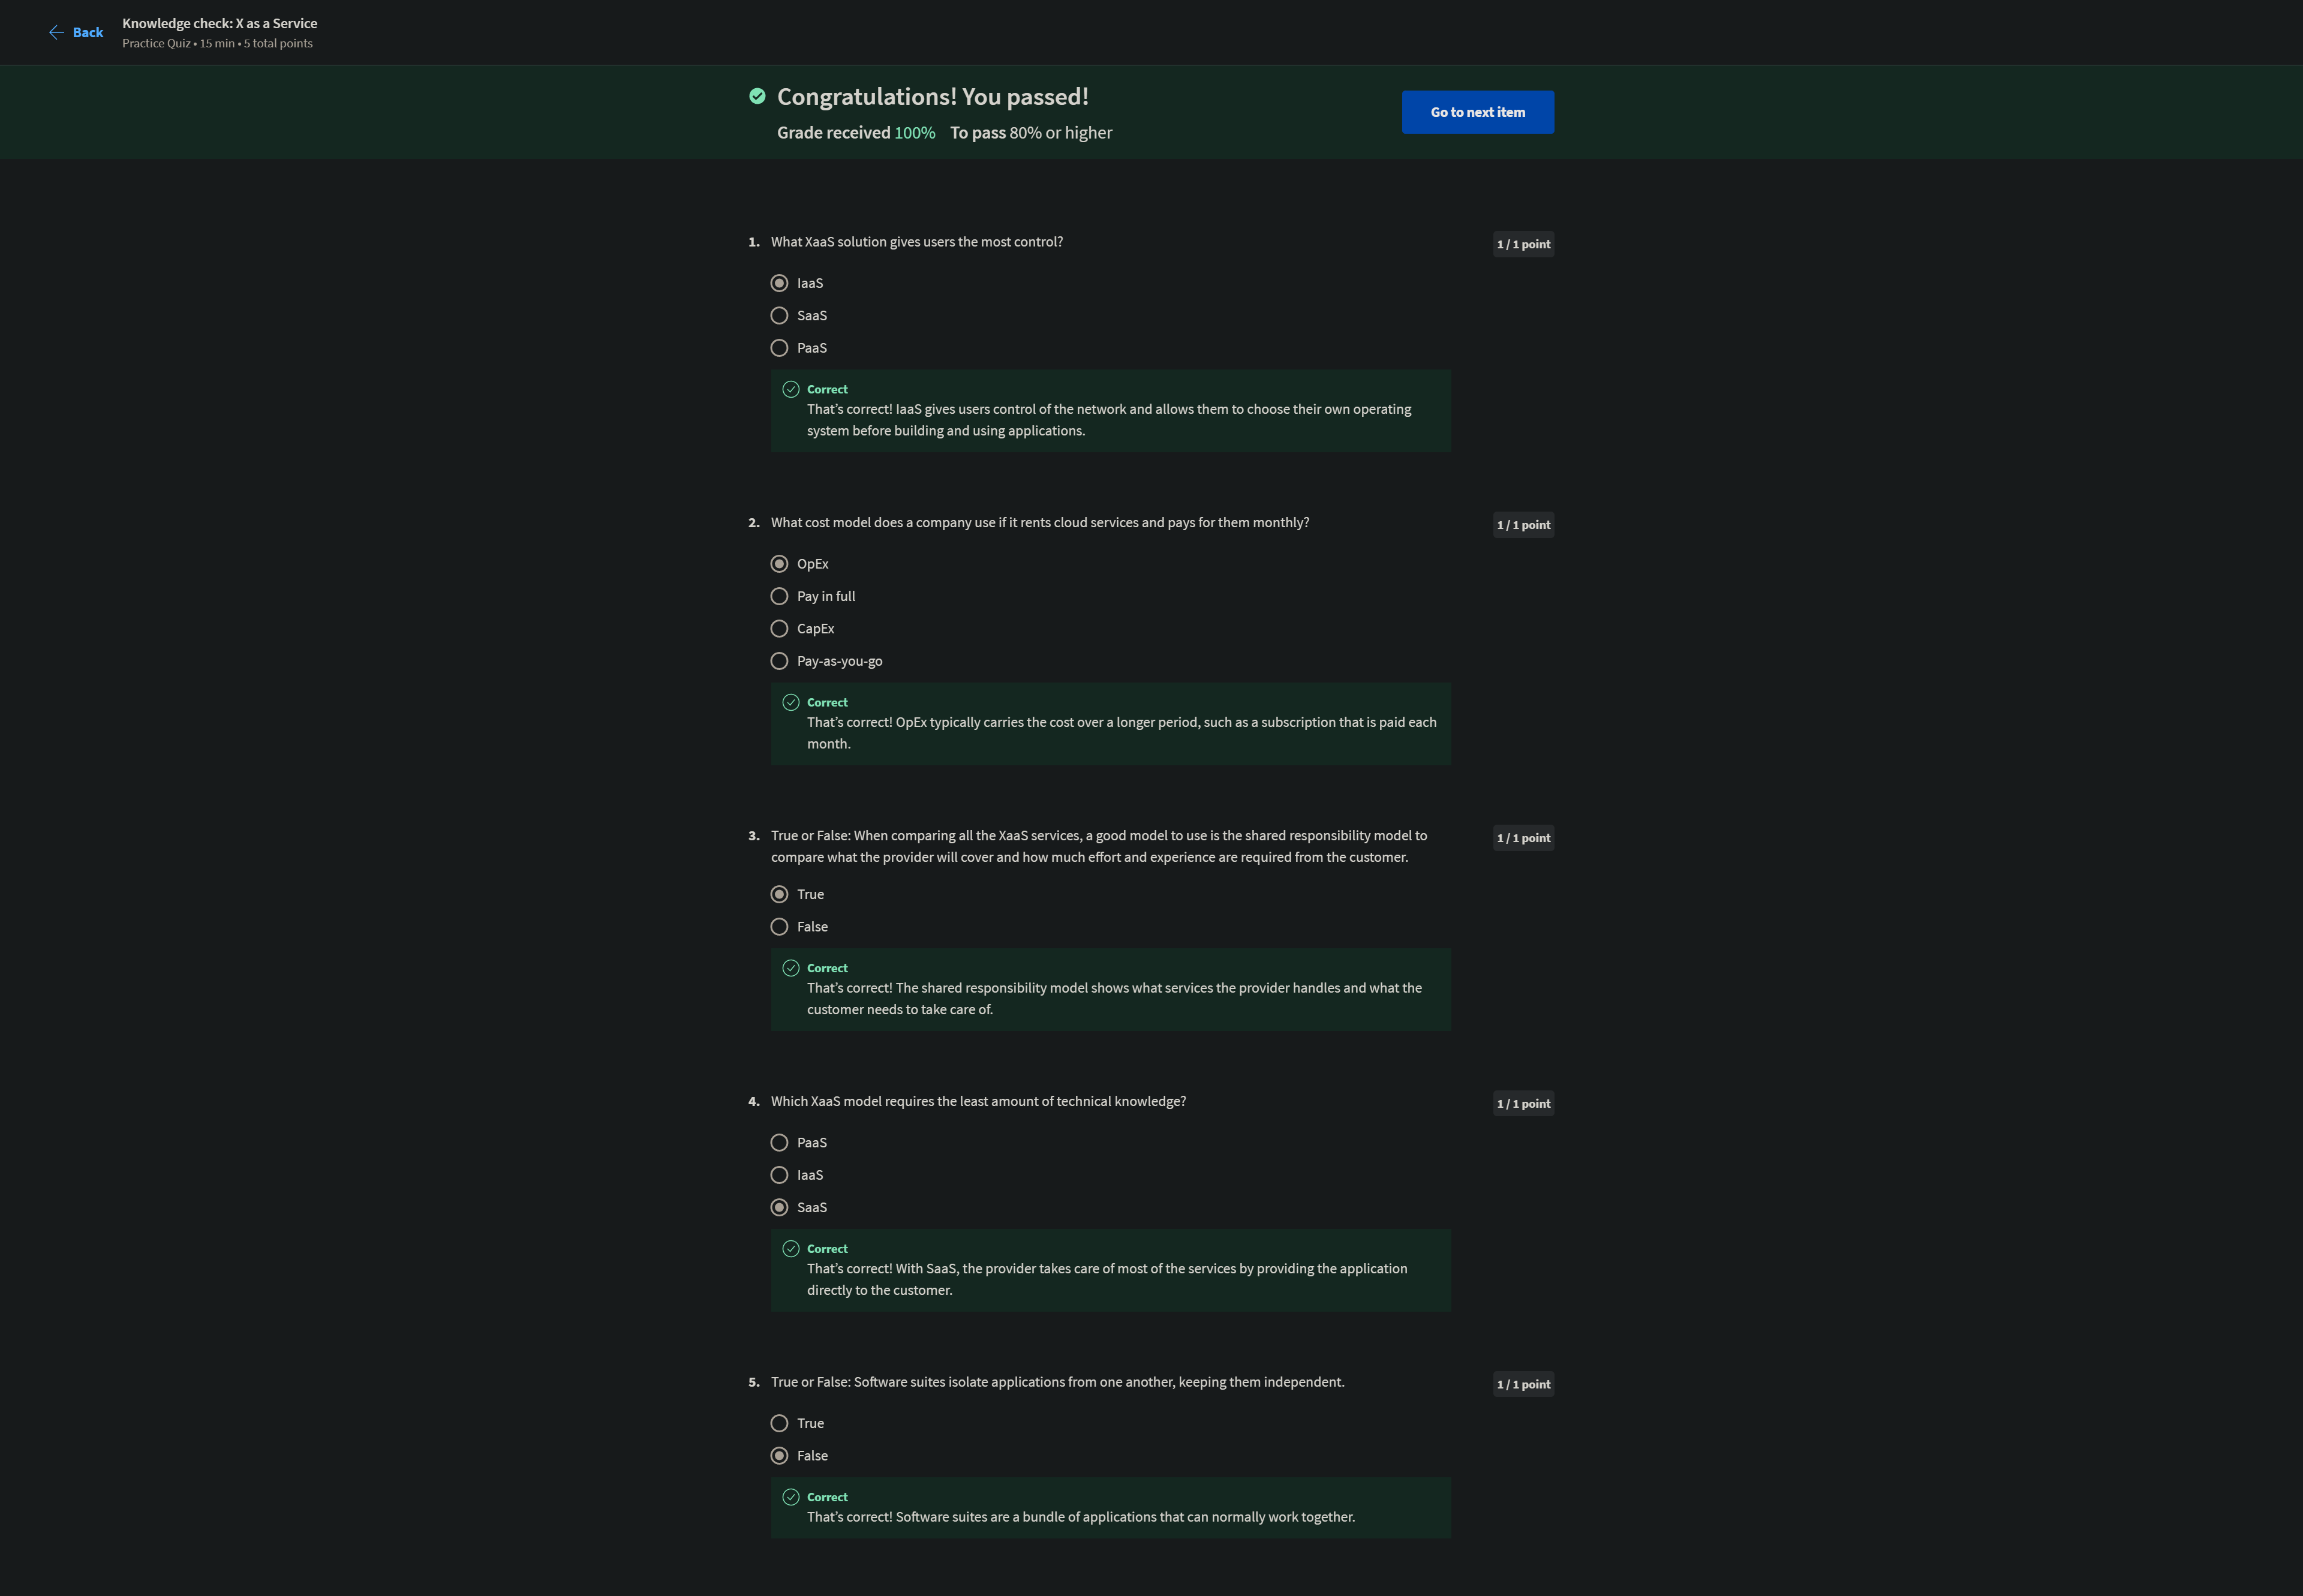 Back
Knowledge check: X as a Service
Practice Quiz • 15 min • 5 total points
Congratulations! You passed!
Grade received 100% To pass 80% or higher
Go to next item
1. What XaaS solution gives users the most control?
1 / 1 point
IaaS
SaaS
PaaS
Correct
That’s correct! IaaS gives users control of the network and allows them to choose their own operating
system before building and using applications.
2. What cost model does a company use if it rents cloud services and pays for them monthly?
1 / 1 point
OpEx
Pay in full
CapEx
Pay-as-you-go
Correct
That’s correct! OpEx typically carries the cost over a longer period, such as a subscription that is paid each
month.
3. True or False: When comparing all the XaaS services, a good model to use is the shared responsibility model to
compare what the provider will cover and how much effort and experience are required from the customer.
1 / 1 point
True
False
Correct
That’s correct! The shared responsibility model shows what services the provider handles and what the
customer needs to take care of.
4. Which XaaS model requires the least amount of technical knowledge?
1 / 1 point
PaaS
IaaS
SaaS
Correct
That’s correct! With SaaS, the provider takes care of most of the services by providing the application
directly to the customer.
5. True or False: Software suites isolate applications from one another, keeping them independent.
1 / 1 point
True
False
Correct
That’s correct! Software suites are a bundle of applications that can normally work together.